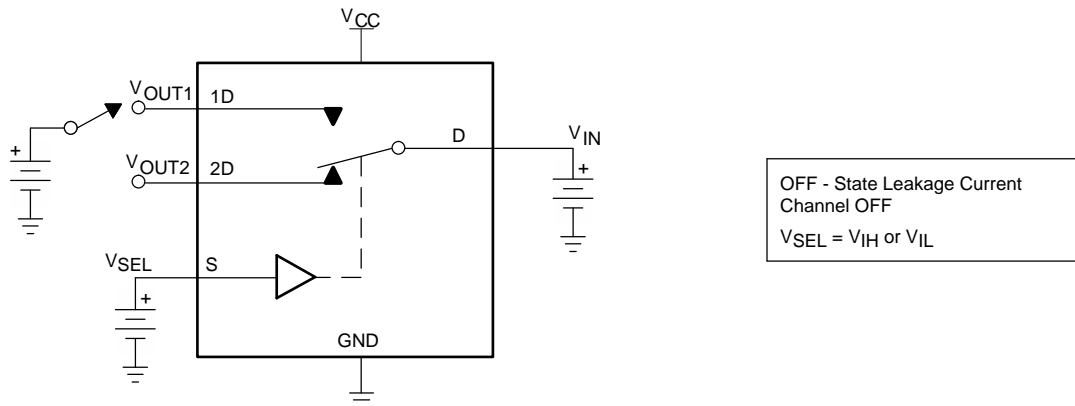 VCC
VOUT1 1D
D VIN
+
+
VOUT2 2D
OFF - State Leakage Current
Channel OFF
VSEL = VIH or VIL
VSEL S
+
GND